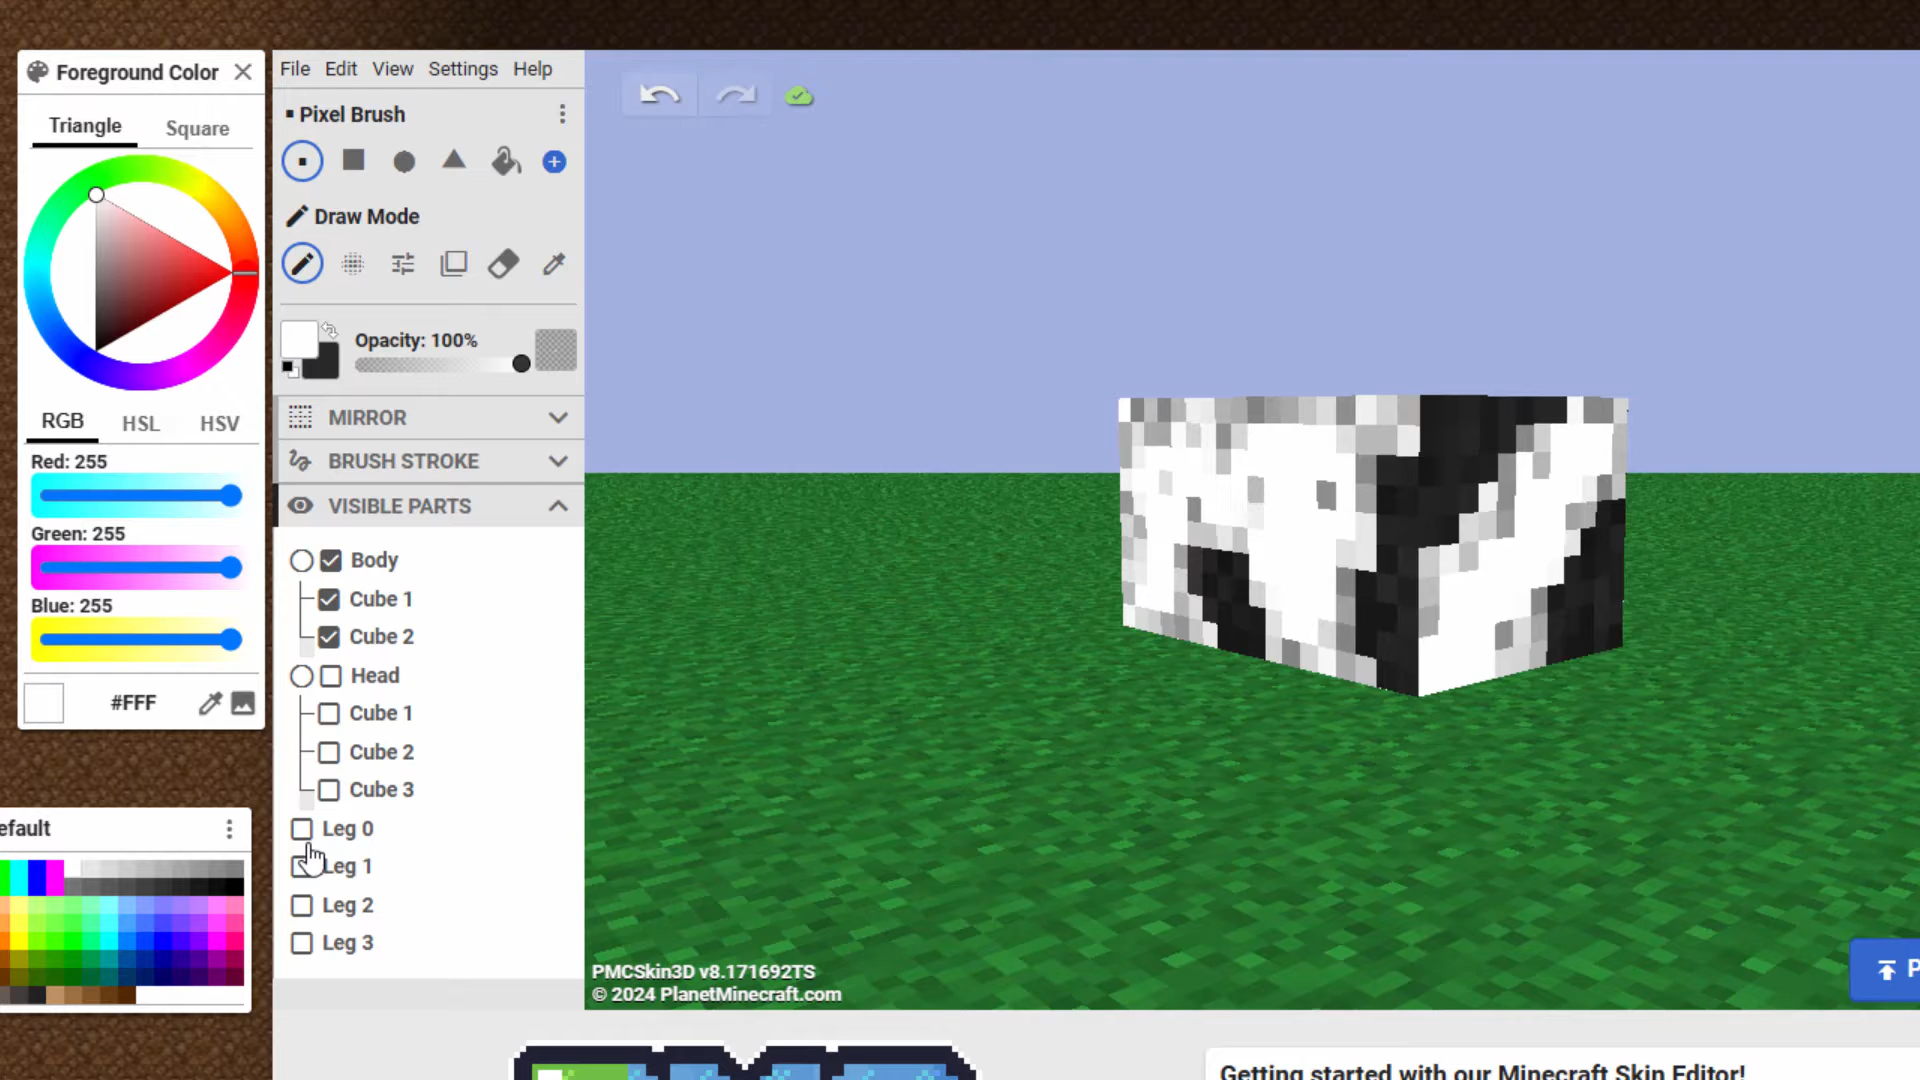 Foreground Color
Triangle
Square
RGB
HSL
HSV
Red: 255
Green: 255
Blue: 255
#FFF
efault
File Edit View Settings Help
Pixel Brush
Draw Mode
Opacity: 100%
MIRROR
BRUSH STROKE
VISIBLE PARTS
Body
Cube 1
Cube 2
Head
Cube 1
Cube 2
Cube 3
Leg 0
Leg 1
Leg 2
Leg 3
PMCSkin3D v8.171692TS
© 2024 PlanetMinecraft.com
P
Getting started with our Minecraft Skin Editor!